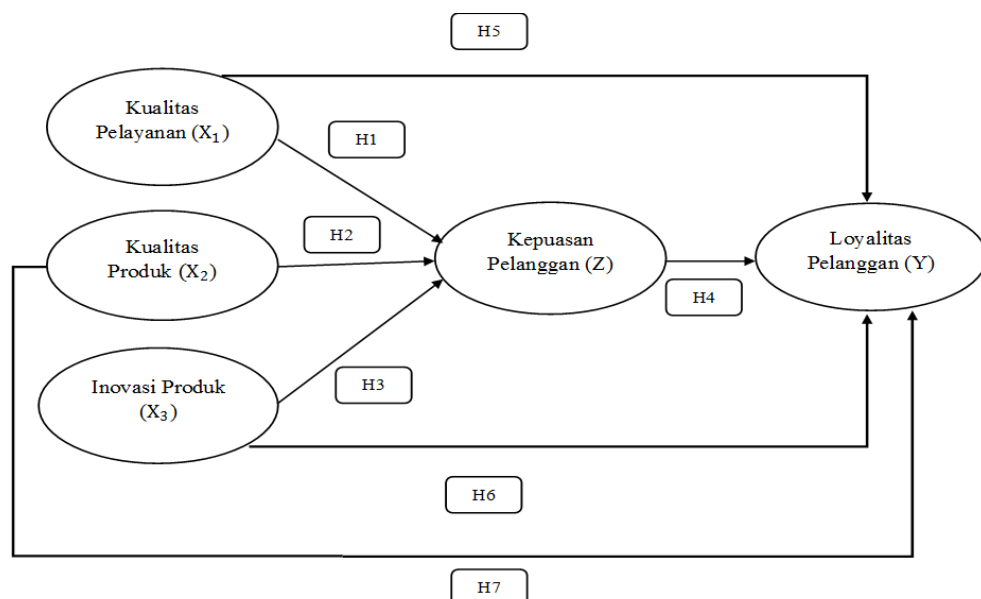 H5
Kualitas
Pelayanan (X₁)
H1
H2
Kualitas
Produk (X₂)
Kepuasan
Pelanggan (Z)
Loyalitas
Pelanggan (Y)
H4
H3
Inovasi Produk
(X₃)
H6
H7